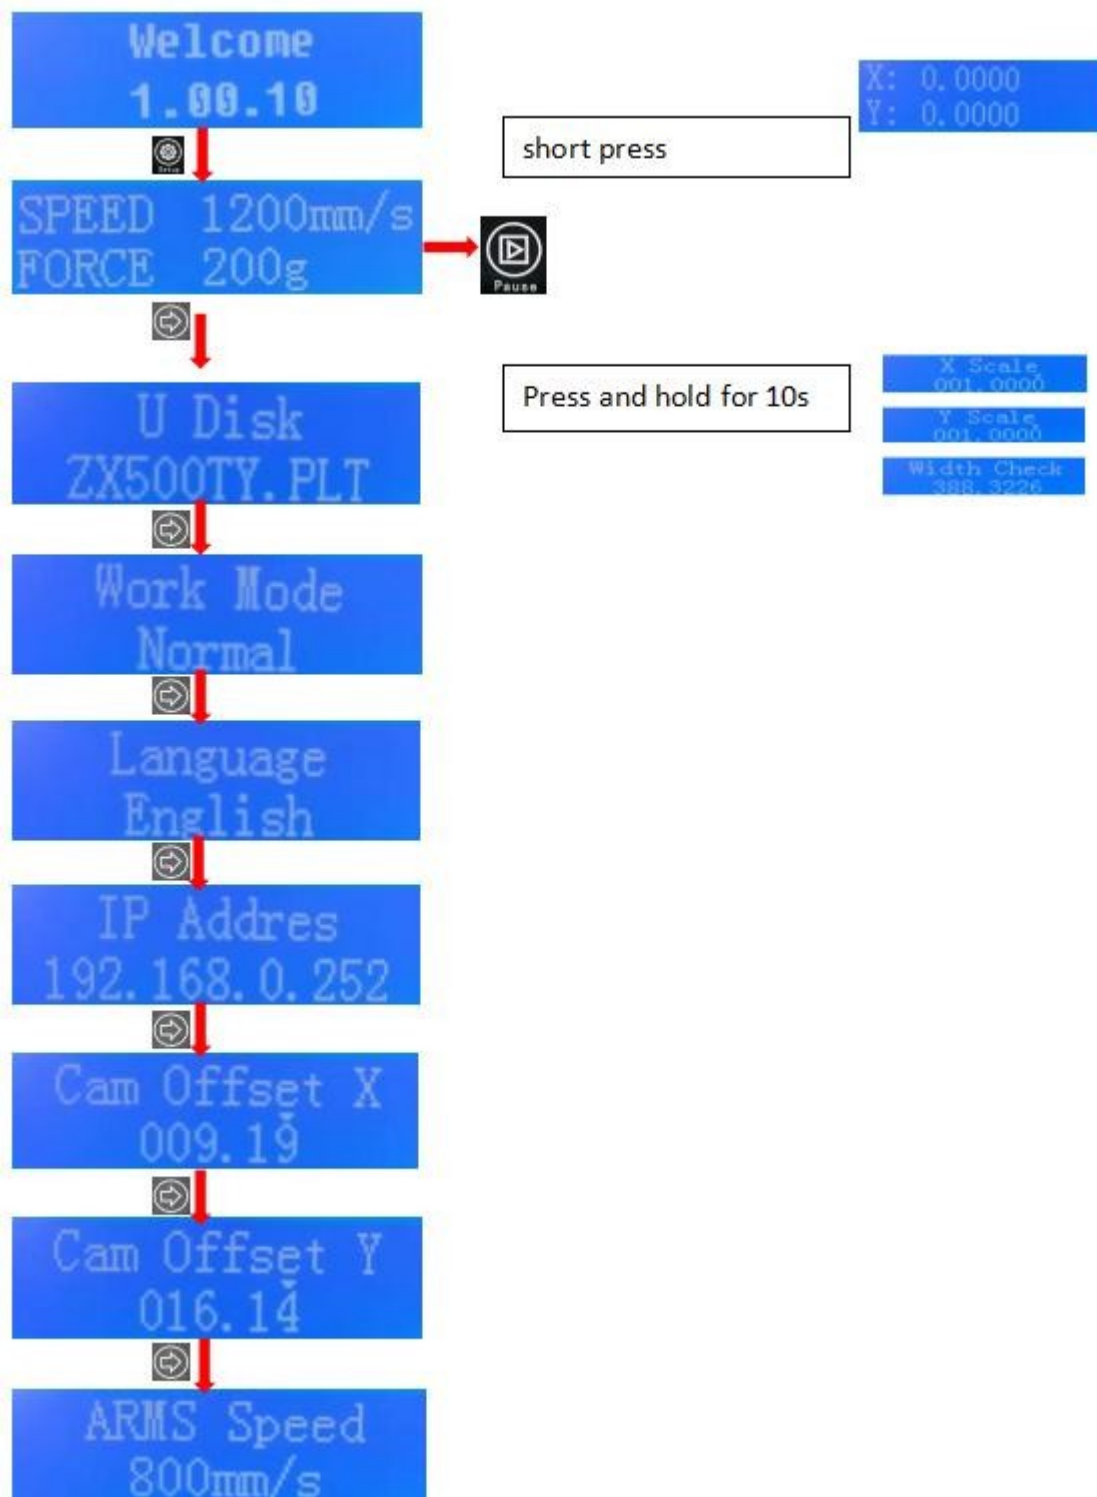 Welcome
1.00.10
Setup
SPEED 1200mm/s
FORCE 200g
Pause
short press
X: 0.0000
Y: 0.0000
U Disk
ZX500TY.PLT
Press and hold for 10s
X Scale
001.0000
Y Scale
001.0000
Width Check
388.3226
Work Mode
Normal
Language
English
IP Addres
192.168.0.252
Cam Offset X
009.19
Cam Offset Y
016.14
ARMS Speed
800mm/s